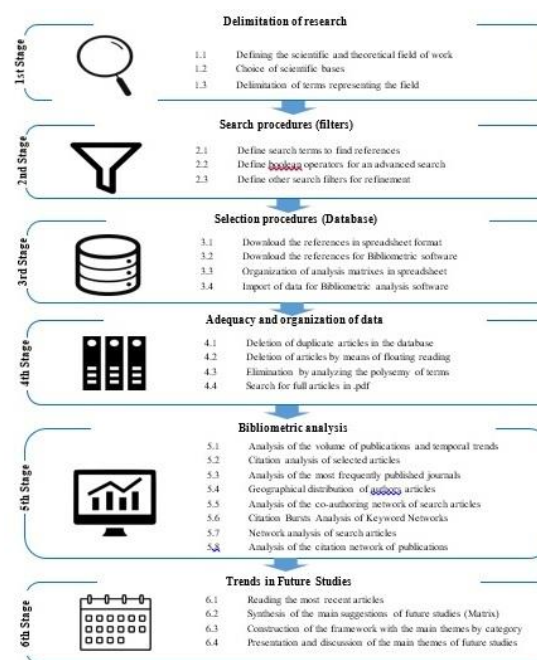 Delimitation of research
1st Stage
1.1 Defining the scientific and theoretical field of work
1.2 Choice of scientific bases
1.3 Delimitation of terms representing the field
Search procedures (filters)
2nd Stage
2.1 Define search terms to find references
2.2 Define boolean operators for an advanced search
2.3 Define other search filters for refinement
Selection procedures (Database)
3rd Stage
3.1 Download the references in spreadsheet format
3.2 Download the references for Bibliometric software
3.3 Organization of analysis matrixes in spreadsheet
3.4 Import of data for Bibliometric analysis software
Adequacy and organization of data
4th Stage
4.1 Deletion of duplicate articles in the database
4.2 Deletion of articles by means of floating reading
4.3 Elimination by analyzing the polysemy of terms
4.4 Search for full articles in .pdf
Bibliometric analysis
5th Stage
5.1 Analysis of the volume of publications and temporal trends
5.2 Citation analysis of selected articles
5.3 Analysis of the most frequently published journals
5.4 Geographical distribution of authors articles
5.5 Analysis of the co-authoring network of search articles
5.6 Citation Bursts Analysis of Keyword Networks
5.7 Network analysis of search articles
5.8 Analysis of the citation network of publications
Trends in Future Studies
6th Stage
6.1 Reading the most recent articles
6.2 Synthesis of the main suggestions of future studies (Matrix)
6.3 Construction of the framework with the main themes by category
6.4 Presentation and discussion of the main themes of future studies